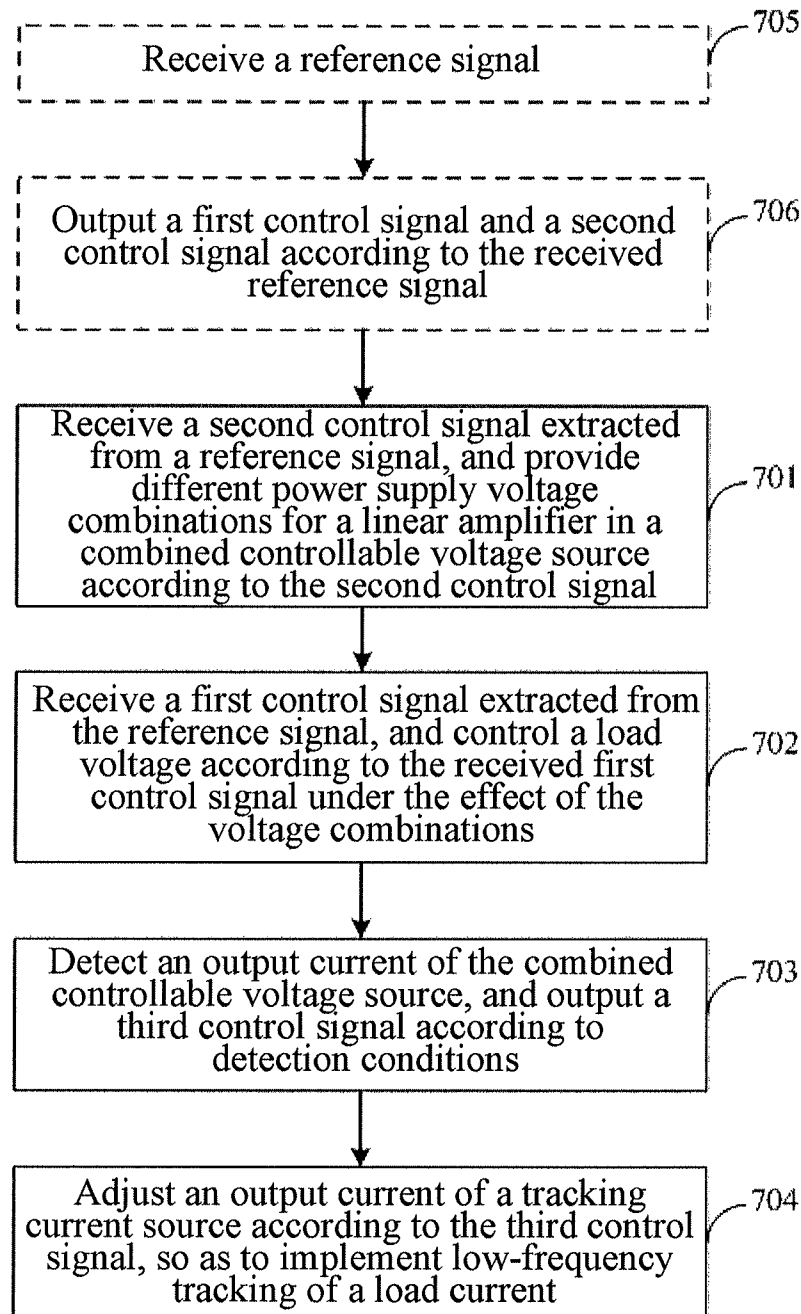 705
Receive a reference signal
Output a first control signal and a second
control signal according to the received
reference signal
706
Receive a second control signal extracted
from a reference signal, and provide
different power supply voltage
combinations for a linear amplifier in a
combined controllable voltage source
according to the second control signal
701
Receive a first control signal extracted from
the reference signal, and control a load
voltage according to the received first
control signal under the effect of the
voltage combinations
702
Detect an output current of the combined
controllable voltage source, and output a
third control signal according to
detection conditions
703
Adjust an output current of a tracking
current source according to the third control
signal, so as to implement low-frequency
tracking of a load current
704